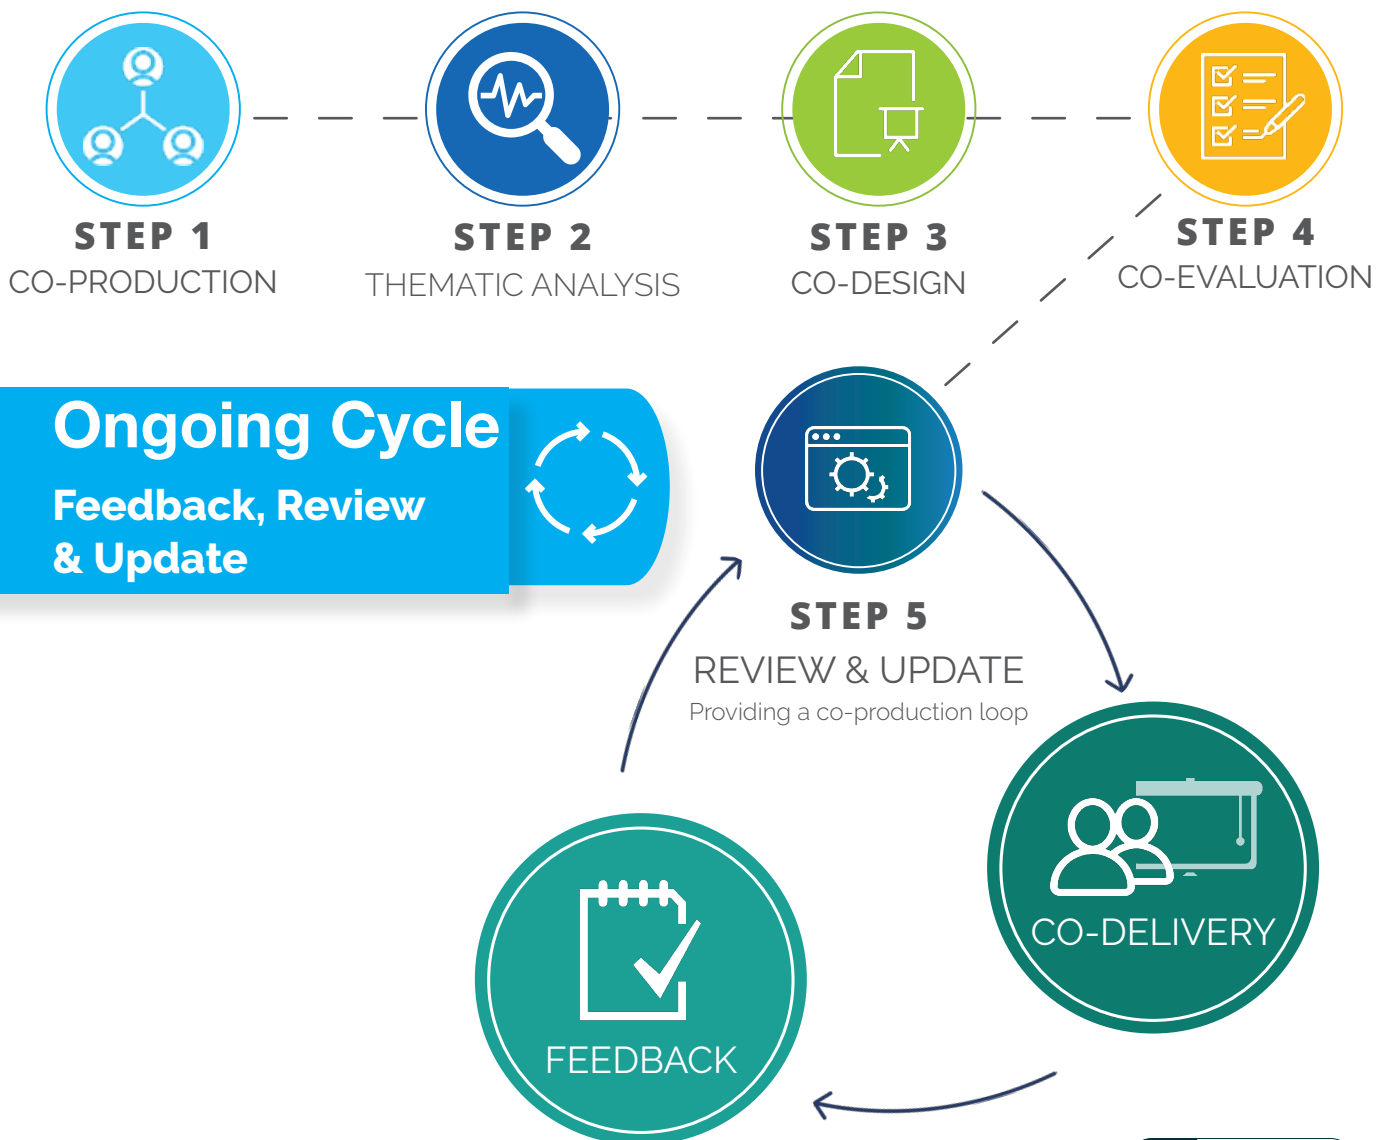 STEP 1
CO-PRODUCTION
STEP 2
THEMATIC ANALYSIS
STEP 3
CO-DESIGN
STEP 4
CO-EVALUATION
Ongoing Cycle
Feedback, Review
& Update
STEP 5
REVIEW & UPDATE
Providing a co-production loop
CO-DELIVERY
FEEDBACK